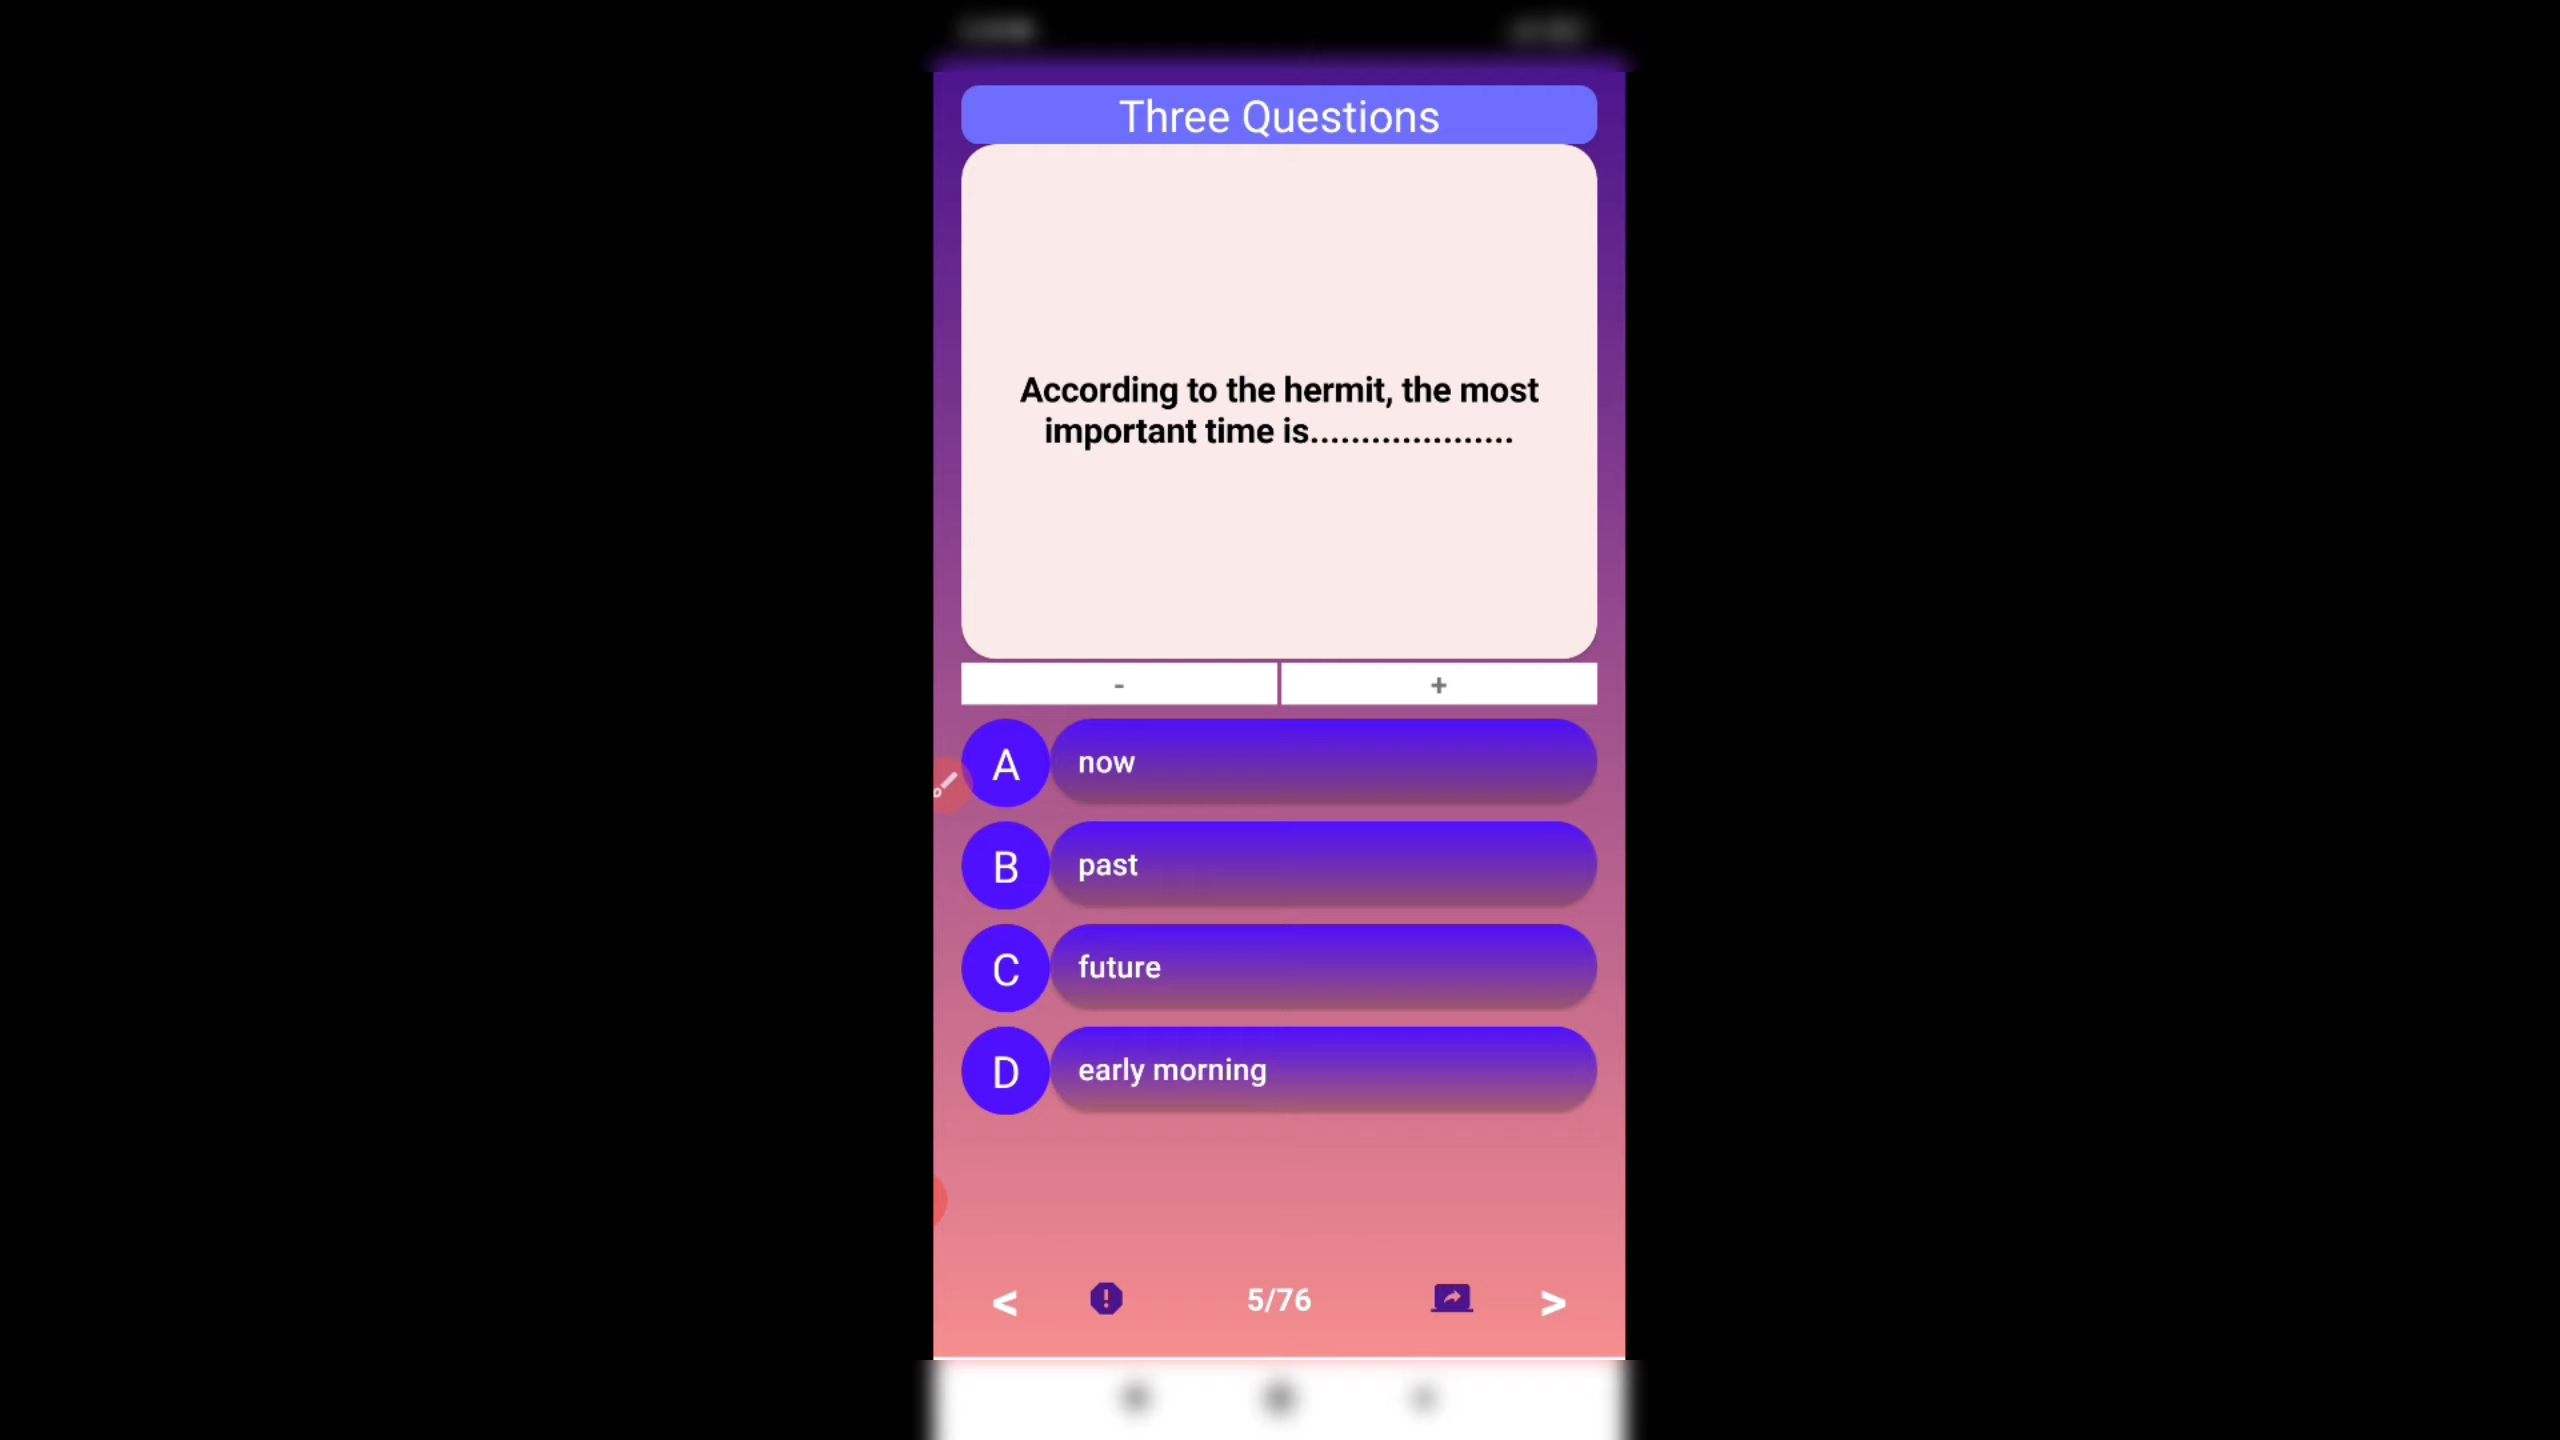 Three Questions
According to the hermit, the most
important time is....................
-
+
A
now
B
past
C
future
D
early morning
<
5/76
>